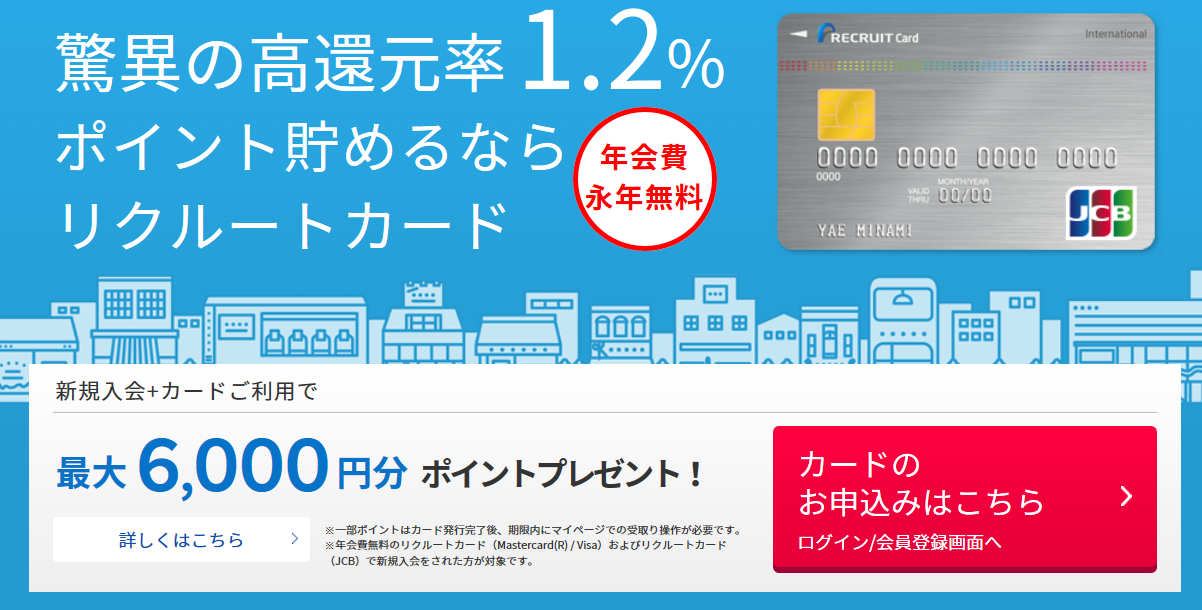 驚異の高還元率 1.2%
ポイント貯めるなら
リクルートカード
年会費
永年無料
RECRUIT Card
International
0000 0000 0000 0000
0000
MONTH/YEAR
VALID
THRU
00/00
YAE MINAMI
JCB
新規入会+カードご利用で
最大 6,000 円分 ポイントプレゼント!
詳しくはこちら
※一部ポイントはカード発行完了後、期限内にマイページでの受取り操作が必要です。
※年会費無料のリクルートカード(Mastercard(R) / Visa)およびリクルートカード
(JCB)で新規入会をされた方が対象です。
カードの
お申込みはこちら
ログイン/会員登録画面へ